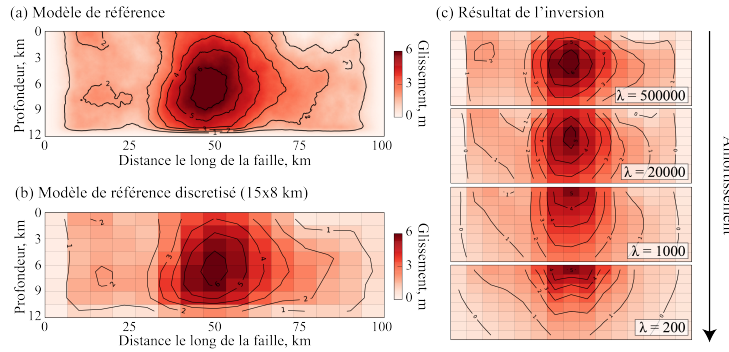 (a) Modèle de référence
0
3
6
9
12
Profondeur, km
0 25 50 75 100
Distance le long de la faille, km
6
3
0
Glissement, m
(b) Modèle de référence discretisé (15x8 km)
0
3
6
9
12
Profondeur, km
0 25 50 75 100
Distance le long de la faille, km
6
3
0
Glissement, m
(c) Résultat de l'inversion
λ = 500000
λ = 20000
λ = 1000
λ = 200